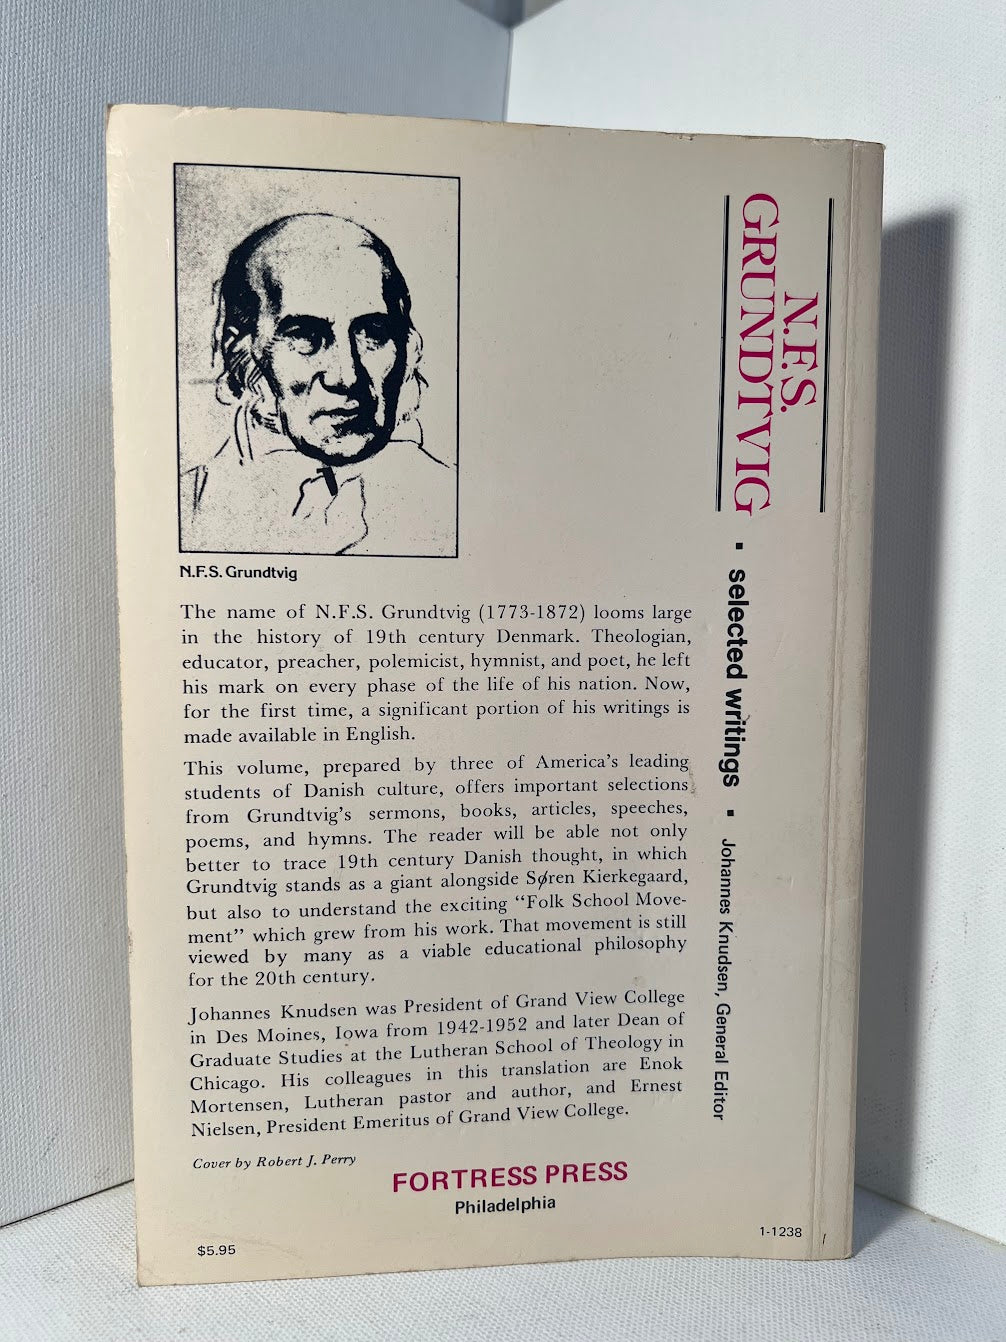 N.F.S. Grundtvig
The name of N.F.S. Grundtvig (1773-1872) looms large
in the history of 19th century Denmark. Theologian,
educator, preacher, polemicist, hymnist, and poet, he left
his mark on every phase of the life of his nation. Now,
for the first time, a significant portion of his writings is
made available in English.
This volume, prepared by three of America's leading
students of Danish culture, offers important selections
from Grundtvig's sermons, books, articles, speeches,
poems, and hymns. The reader will be able not only
better to trace 19th century Danish thought, in which
Grundtvig stands as a giant alongside Søren Kierkegaard,
but also to understand the exciting "Folk School Move-
ment" which grew from his work. That movement is still
viewed by many as a viable educational philosophy
for the 20th century.
Johannes Knudsen was President of Grand View College
in Des Moines, Iowa from 1942-1952 and later Dean of
Graduate Studies at the Lutheran School of Theology in
Chicago. His colleagues in this translation are Enok
Mortensen, Lutheran pastor and author, and Ernest
Nielsen, President Emeritus of Grand View College.
Cover by Robert J. Perry
FORTRESS PRESS
Philadelphia
$5.95
1-1238
N.F.S.
GRUNDTVIG
▪ selected writings ▪ Johannes Knudsen, General Editor